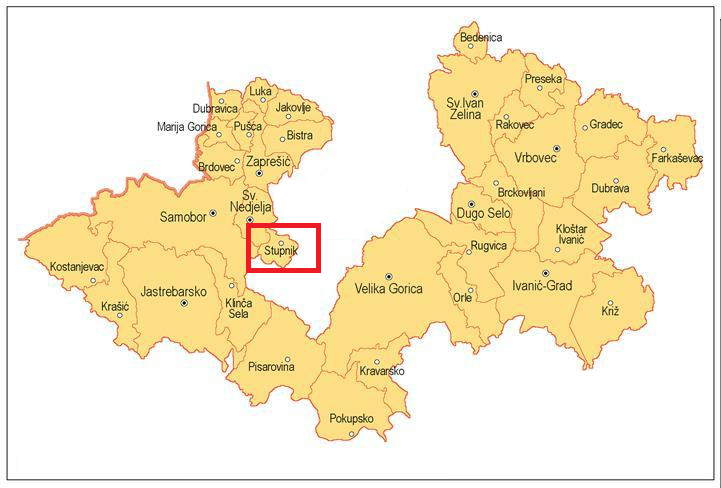 Bedenica
Preseka
Sv.Ivan
Zelina
Rakovec
Gradec
Vrbovec
Farkaševac
Dubrava
Brckovljani
Dugo Selo
Kloštar
Ivanić
Rugvica
Ivanić-Grad
Križ
Orle
Velika Gorica
Kravarsko
Pokupsko
Luka
Dubravica
Jakovlje
Marija Gorica
Pušća
Bistra
Brdovec
Zaprešić
Sv.
Nedjelja
Samobor
Stupnik
Kostanjevac
Jastrebarsko
Klinča
Sela
Krašić
Pisarovina